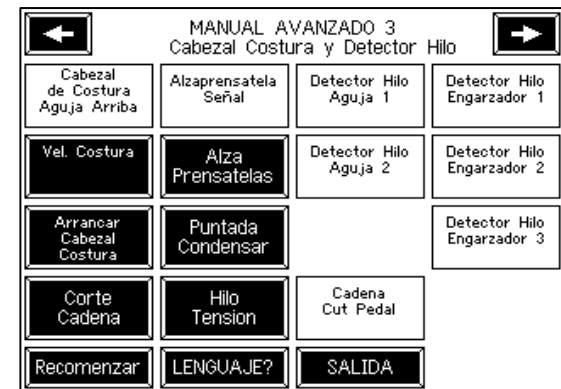 MANUAL AVANZADO 3
Cabezal Costura y Detector Hilo
Cabezal
de Costura
Aguja Arriba
Alzaprensatela
Señal
Detector Hilo
Aguja 1
Detector Hilo
Engarzador 1
Vel. Costura
Alza
Prensatelas
Detector Hilo
Aguja 2
Detector Hilo
Engarzador 2
Arrancar
Cabezal
Costura
Puntada
Condensar
Detector Hilo
Engarzador 3
Corte
Cadena
Hilo
Tension
Cadena
Cut Pedal
Recomenzar
LENGUAJE?
SALIDA